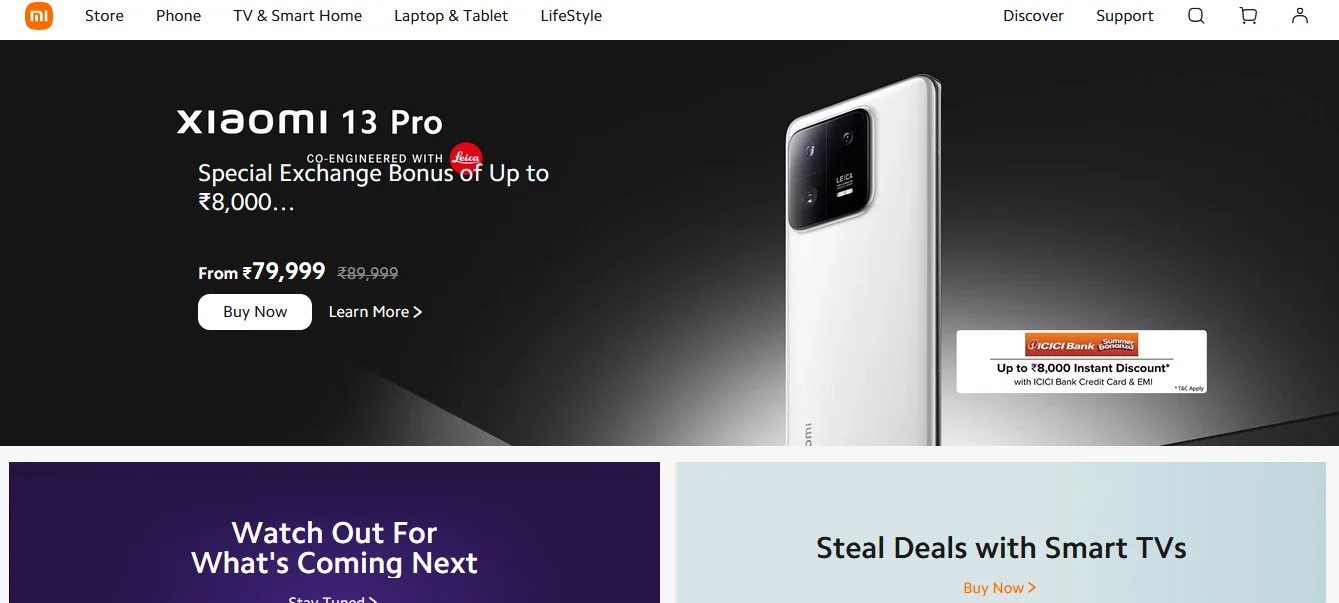 mi
Store Phone TV & Smart Home Laptop & Tablet LifeStyle Discover Support
xiaomi 13 Pro
CO-ENGINEERED WITH Leica
Special Exchange Bonus of Up to
₹8,000...
From ₹79,999 ₹89,999
Buy Now Learn More >
LEICA
ICICI Bank Summer Bonanza
Up to ₹8,000 Instant Discount*
with ICICI Bank Credit Card & EMI
*T&C Apply
Watch Out For
What's Coming Next
Stay Tuned >
Steal Deals with Smart TVs
Buy Now >